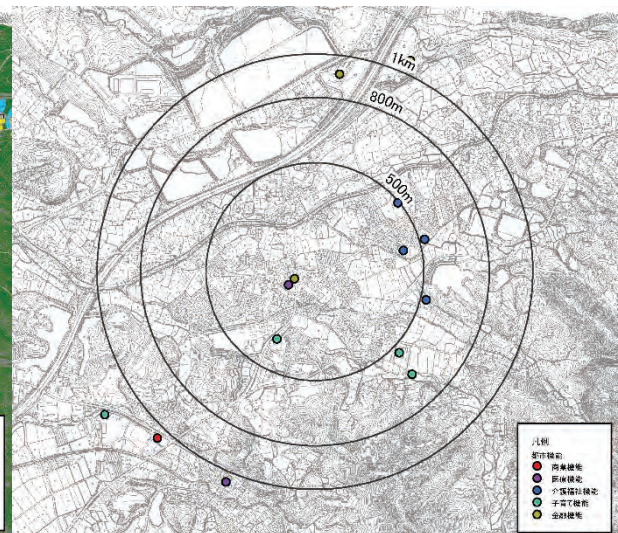 1km
800m
500m
凡例
都市機能
商業機能
医療機能
介護福祉機能
子育て機能
金融機能